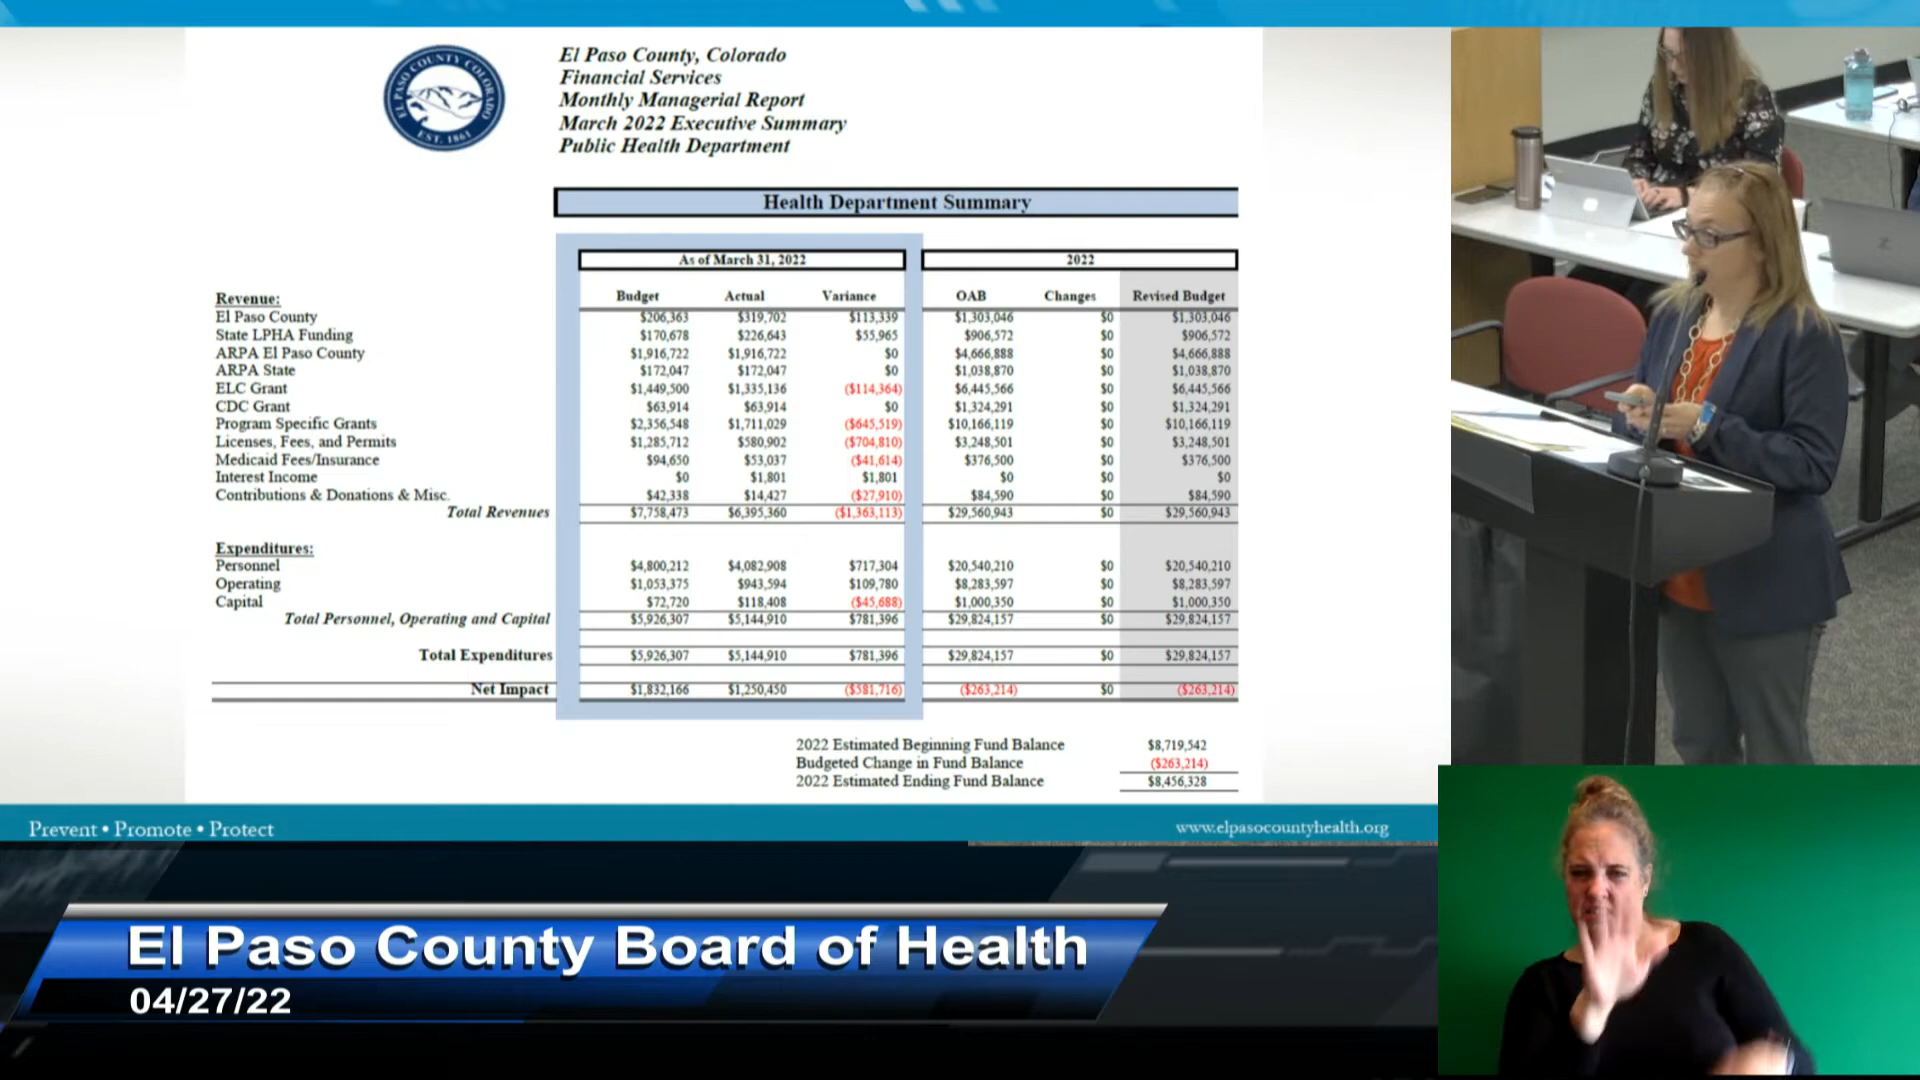 EL PASO COUNTY COLORADO
EST. 1861
El Paso County, Colorado
Financial Services
Monthly Managerial Report
March 2022 Executive Summary
Public Health Department
Health Department Summary
As of March 31, 2022 2022
Revenue: Budget Actual Variance OAB Changes Revised Budget
El Paso County $206,363 $319,702 $113,339 $1,303,046 $0 $1,303,046
State LPHA Funding $170,678 $226,643 $55,965 $906,572 $0 $906,572
ARPA El Paso County $1,916,722 $1,916,722 $0 $4,666,888 $0 $4,666,888
ARPA State $172,047 $172,047 $0 $1,038,870 $0 $1,038,870
ELC Grant $1,449,500 $1,335,136 ($114,364) $6,445,566 $0 $6,445,566
CDC Grant $63,914 $63,914 $0 $1,324,291 $0 $1,324,291
Program Specific Grants $2,356,548 $1,711,029 ($645,519) $10,166,119 $0 $10,166,119
Licenses, Fees, and Permits $1,285,712 $580,902 ($704,810) $3,248,501 $0 $3,248,501
Medicaid Fees/Insurance $94,650 $53,037 ($41,614) $376,500 $0 $376,500
Interest Income $0 $1,801 $1,801 $0 $0 $0
Contributions & Donations & Misc. $42,338 $14,427 ($27,910) $84,590 $0 $84,590
Total Revenues $7,758,473 $6,395,360 ($1,363,113) $29,560,943 $0 $29,560,943
Expenditures:
Personnel $4,800,212 $4,082,908 $717,304 $20,540,210 $0 $20,540,210
Operating $1,053,375 $943,594 $109,780 $8,283,597 $0 $8,283,597
Capital $72,720 $118,408 ($45,688) $1,000,350 $0 $1,000,350
Total Personnel, Operating and Capital $5,926,307 $5,144,910 $781,396 $29,824,157 $0 $29,824,157
Total Expenditures $5,926,307 $5,144,910 $781,396 $29,824,157 $0 $29,824,157
Net Impact $1,832,166 $1,250,450 ($581,716) ($263,214) $0 ($263,214)
2022 Estimated Beginning Fund Balance $8,719,542
Budgeted Change in Fund Balance ($263,214)
2022 Estimated Ending Fund Balance $8,456,328
Prevent • Promote • Protect www.elpasocountyhealth.org
El Paso County Board of Health
04/27/22